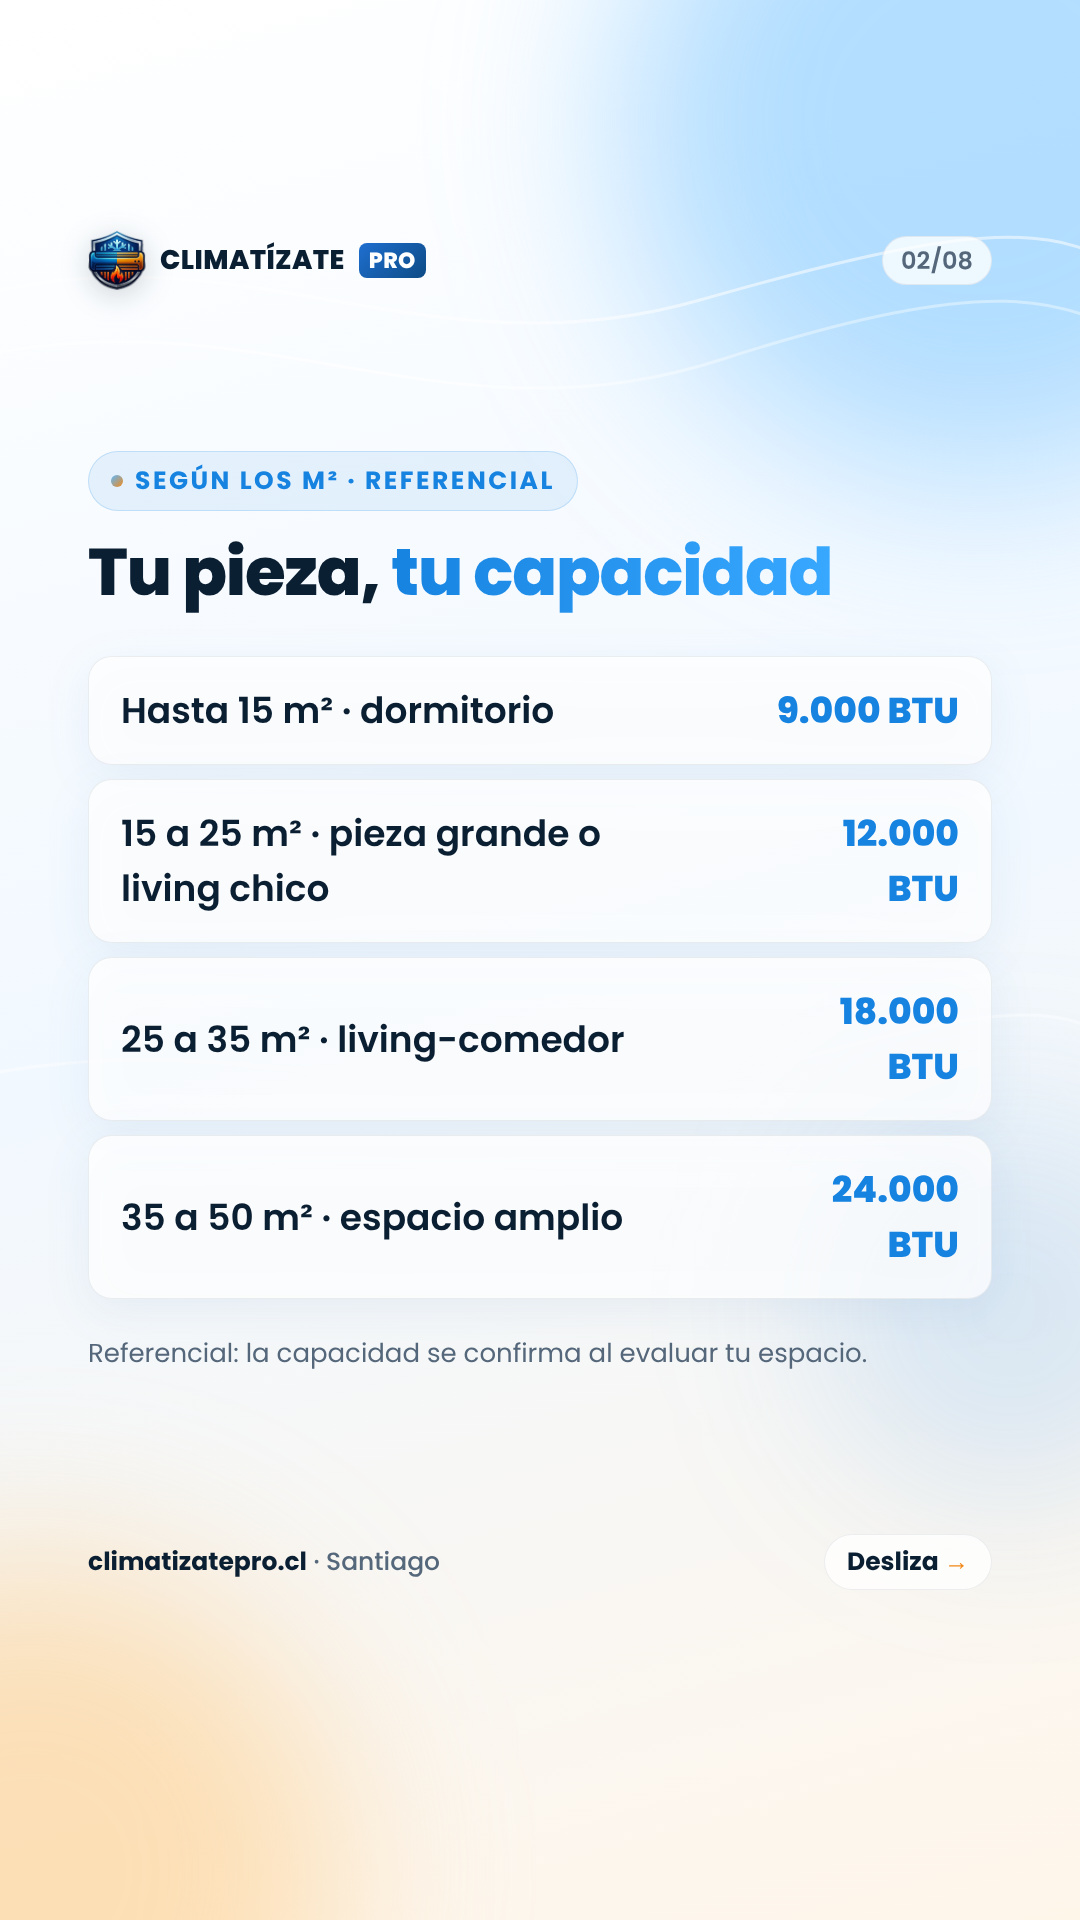 CLIMATÍZATE PRO
02/08
SEGÚN LOS M² · REFERENCIAL
Tu pieza, tu capacidad
Hasta 15 m² · dormitorio
9.000 BTU
15 a 25 m² · pieza grande o
living chico
12.000
BTU
25 a 35 m² · living-comedor
18.000
BTU
35 a 50 m² · espacio amplio
24.000
BTU
Referencial: la capacidad se confirma al evaluar tu espacio.
climatizatepro.cl · Santiago
Desliza →